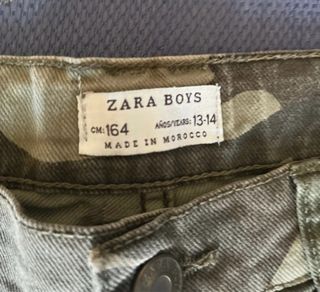 ZARA BOYS
CM: 164 AÑOS/YEARS: 13-14
MADE IN MOROCCO